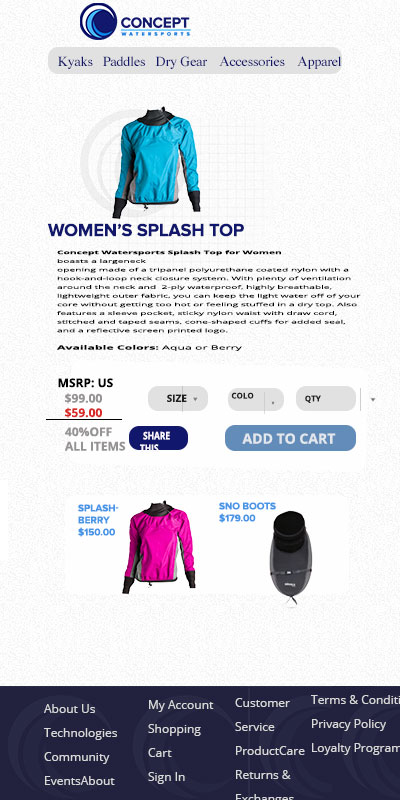 CONCEPT
WATERSPORTS
Kyaks Paddles Dry Gear Accessories Apparel
WOMEN'S SPLASH TOP
Concept Watersports Splash Top for Women
boasts a largeneck
opening made of a tripanel polyurethane coated nylon with a
hook-and-loop neck closure system. With plenty of ventilation
around the neck and 2-ply waterproof, highly breathable,
lightweight outer fabric, you can keep the light water off of your
core without getting too hot or feeling stuffed in a dry top. Also
features a sleeve pocket, sticky nylon waist with draw cord,
stitched and taped seams, cone-shaped cuffs for added seal,
and a reflective screen printed logo.
Available Colors: Aqua or Berry
MSRP: US
$99.00
$59.00
40%OFF
ALL ITEMS
SIZE
COLO
QTY
SHARE
THIS
ADD TO CART
SPLASH-
BERRY
$150.00
SNO BOOTS
$179.00
About Us
Technologies
Community
EventsAbout
My Account
Shopping
Cart
Sign In
Customer
Service
ProductCare
Returns &
Exchanges
Terms & Conditi
Privacy Policy
Loyalty Program